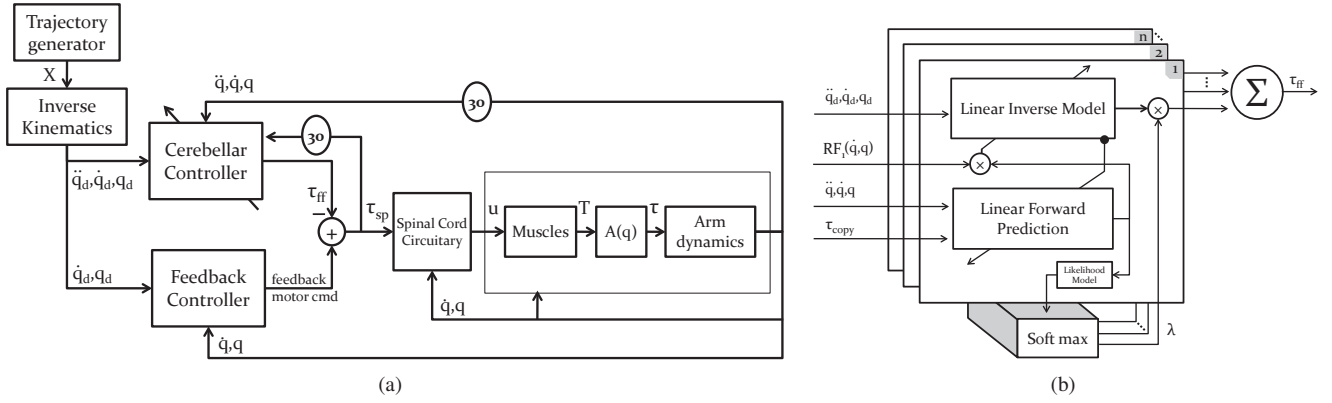 Trajectory
generator
X
Inverse
Kinematics
q̈,q̇,q
30
30
Cerebellar
Controller
q̈d,q̇d,qd
τff
−
+
τsp
Spinal Cord
Circuitary
u
Muscles
T
A(q)
τ
Arm
dynamics
q̇d,qd
Feedback
Controller
feedback
motor cmd
q̇,q
q̇,q
(a)
n
2
1
q̈d,q̇d,qd
Linear Inverse Model
×
Σ
τff
RF1(q̇,q)
×
q̈,q̇,q
τcopy
Linear Forward
Prediction
Likelihood
Model
Soft max
λ
(b)